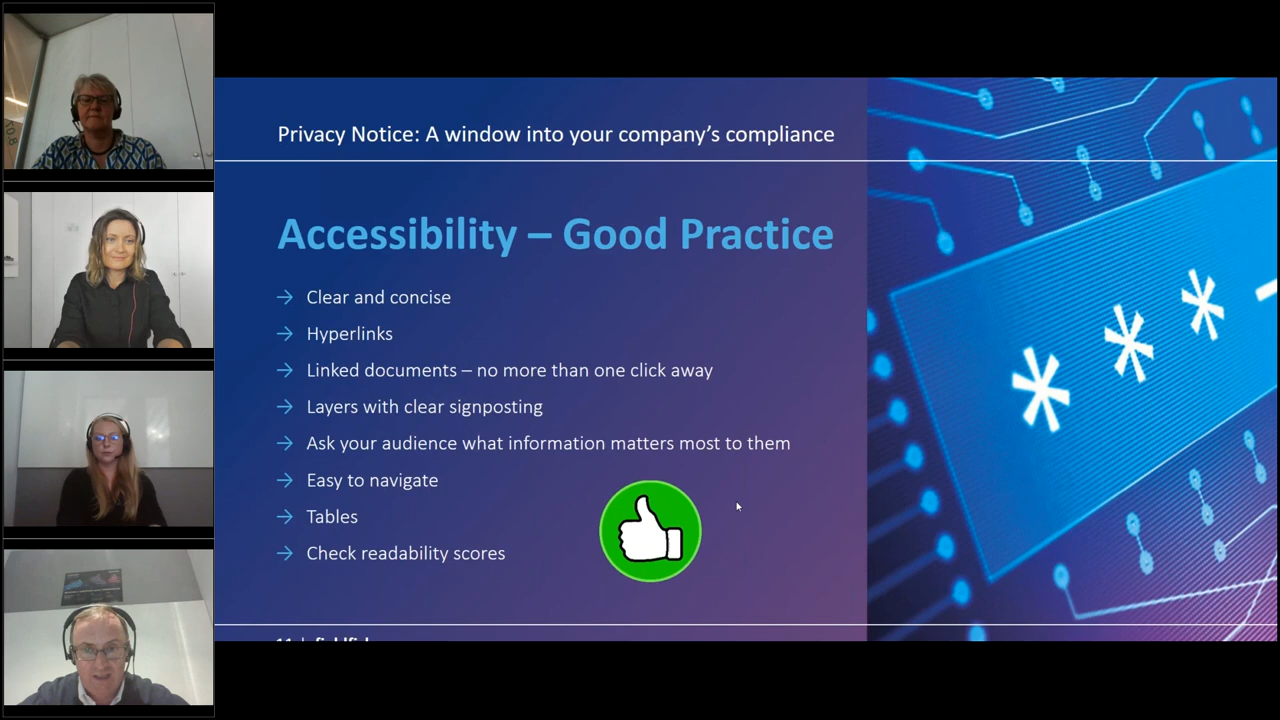 Privacy Notice: A window into your company's compliance
Accessibility – Good Practice
→ Clear and concise
→ Hyperlinks
→ Linked documents – no more than one click away
→ Layers with clear signposting
→ Ask your audience what information matters most to them
→ Easy to navigate
→ Tables
→ Check readability scores